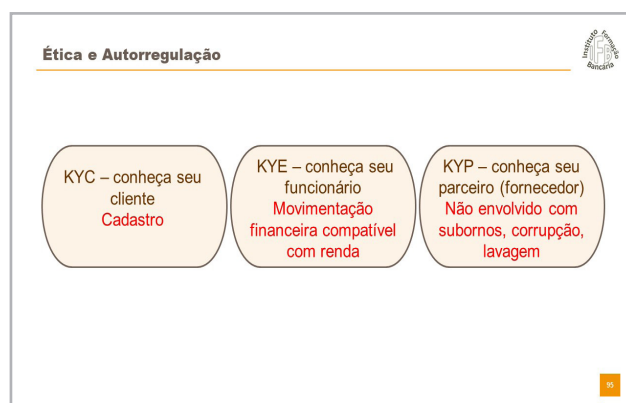 Ética e Autorregulação
Instituto Formação
IFB
Bancária
KYC – conheça seu
cliente
Cadastro
KYE – conheça seu
funcionário
Movimentação
financeira compatível
com renda
KYP – conheça seu
parceiro (fornecedor)
Não envolvido com
subornos, corrupção,
lavagem
95